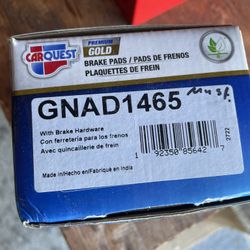 CARQUEST
PREMIUM
GOLD
BRAKE PADS / PADS DE FRENOS
PLAQUETTES DE FREIN
GNAD1465
With Brake Hardware
Con ferretería para los frenos
Avec quincaillerie de frein
Made in/Hecho en/Fabriqué en India
1 92350 85642 7
2722